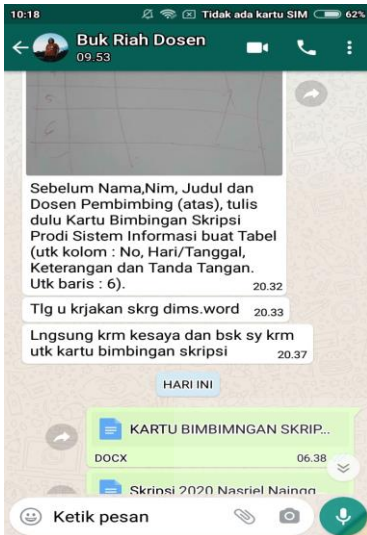 10:18 Tidak ada kartu SIM 62%
Buk Riah Dosen
09.53
Sebelum Nama,Nim, Judul dan
Dosen Pembimbing (atas), tulis
dulu Kartu Bimbingan Skripsi
Prodi Sistem Informasi buat Tabel
(utk kolom : No, Hari/Tanggal,
Keterangan dan Tanda Tangan.
Utk baris : 6). 20.32
Tlg u krjakan skrg dims.word 20.33
Lngsung krm kesaya dan bsk sy krm
utk kartu bimbingan skripsi 20.37
HARI INI
KARTU BIMBIMNGAN SKRIP...
DOCX 06.38
Skripsi 2020 Nasriel Naingg
Ketik pesan